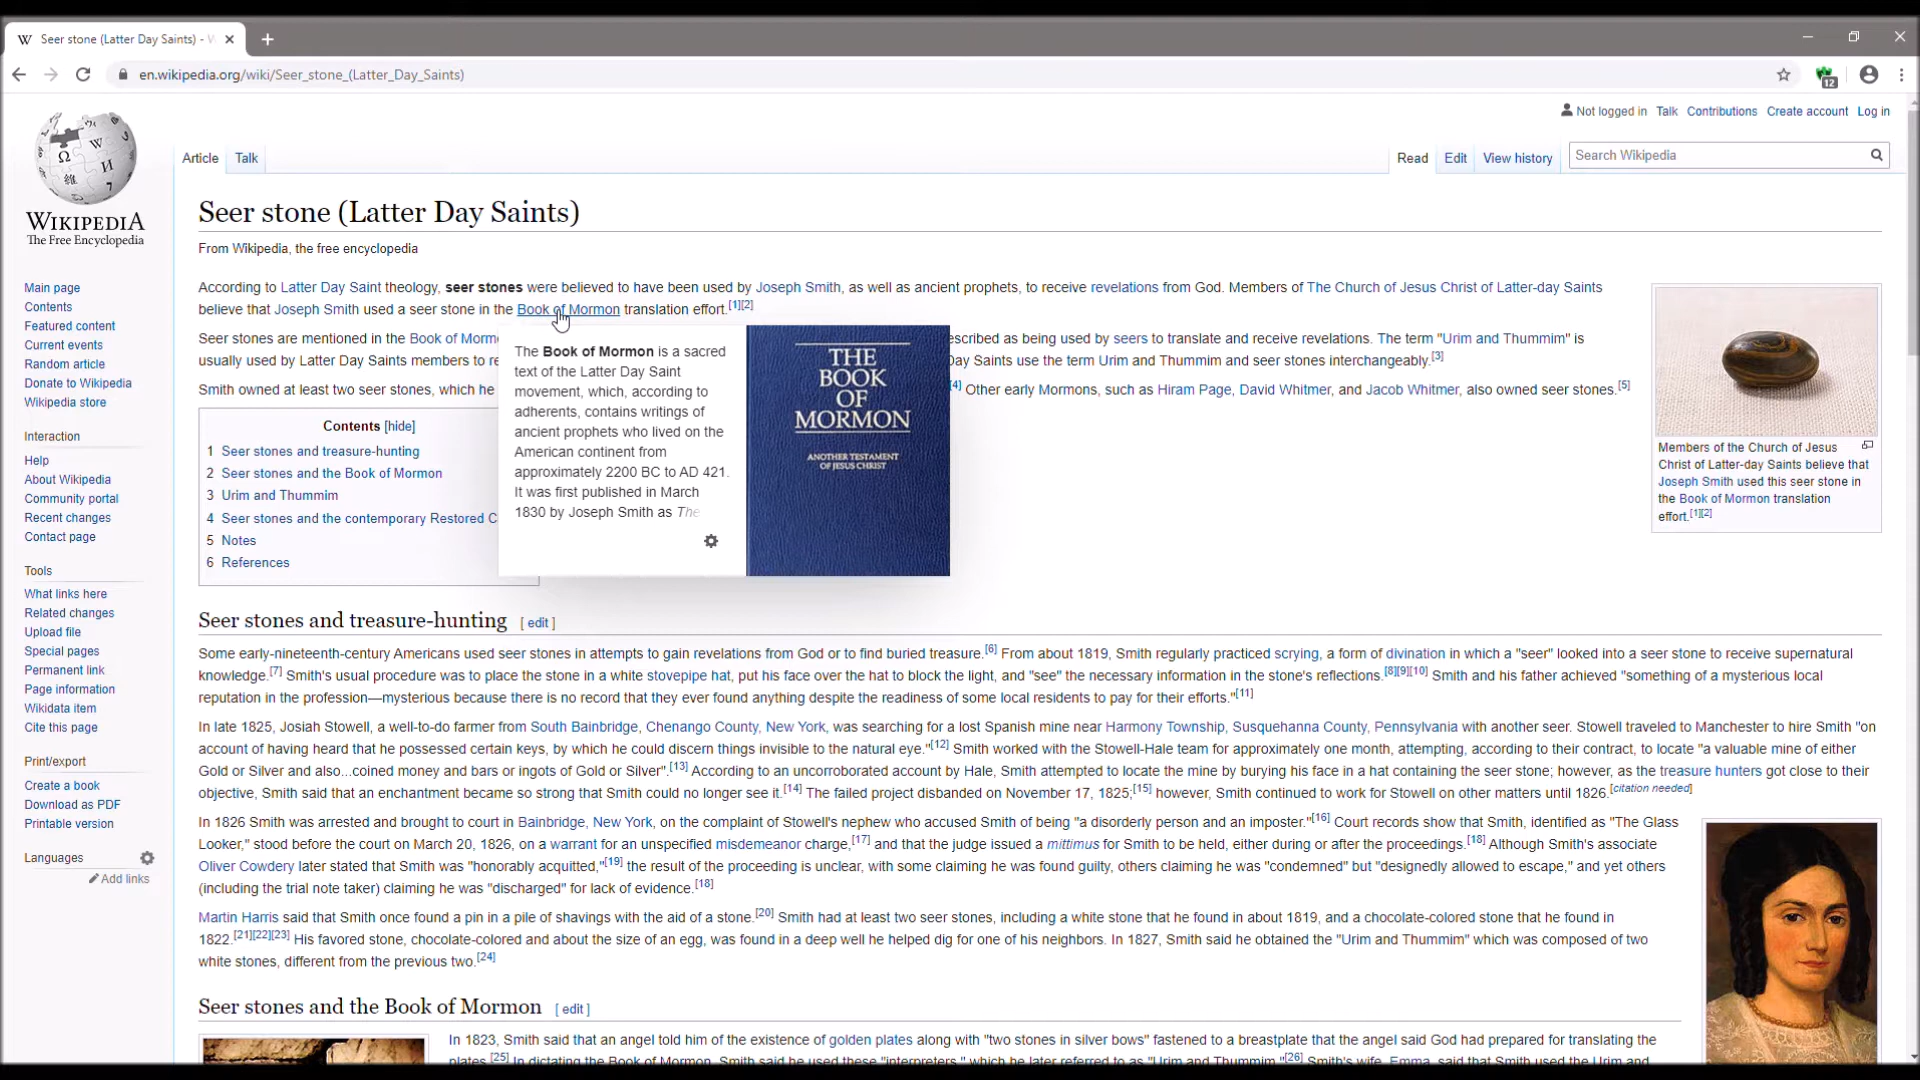 Seer stone (Latter Day Saints) - W
en.wikipedia.org/wiki/Seer_stone_(Latter_Day_Saints)
12
Not logged in Talk Contributions Create account Log in
Article Talk
Read Edit View history Search Wikipedia
WIKIPEDIA
The Free Encyclopedia
Main page
Contents
Featured content
Current events
Random article
Donate to Wikipedia
Wikipedia store
Interaction
Help
About Wikipedia
Community portal
Recent changes
Contact page
Tools
What links here
Related changes
Upload file
Special pages
Permanent link
Page information
Wikidata item
Cite this page
Print/export
Create a book
Download as PDF
Printable version
Languages
Add links
Seer stone (Latter Day Saints)
From Wikipedia, the free encyclopedia
According to Latter Day Saint theology, seer stones were believed to have been used by Joseph Smith, as well as ancient prophets, to receive revelations from God. Members of The Church of Jesus Christ of Latter-day Saints
believe that Joseph Smith used a seer stone in the Book of Mormon translation effort.[1][2]
Seer stones are mentioned in the Book of Mormo
escribed as being used by seers to translate and receive revelations. The term "Urim and Thummim" is
usually used by Latter Day Saints members to re
Day Saints use the term Urim and Thummim and seer stones interchangeably.[3]
Smith owned at least two seer stones, which he
[4] Other early Mormons, such as Hiram Page, David Whitmer, and Jacob Whitmer, also owned seer stones.[5]
The Book of Mormon is a sacred
text of the Latter Day Saint
movement, which, according to
adherents, contains writings of
ancient prophets who lived on the
American continent from
approximately 2200 BC to AD 421.
It was first published in March
1830 by Joseph Smith as The
THE
BOOK
OF
MORMON
ANOTHER TESTAMENT
OF JESUS CHRIST
Members of the Church of Jesus
Christ of Latter-day Saints believe that
Joseph Smith used this seer stone in
the Book of Mormon translation
effort.[1][2]
Contents [hide]
1 Seer stones and treasure-hunting
2 Seer stones and the Book of Mormon
3 Urim and Thummim
4 Seer stones and the contemporary Restored C
5 Notes
6 References
Seer stones and treasure-hunting [ edit ]
Some early-nineteenth-century Americans used seer stones in attempts to gain revelations from God or to find buried treasure.[6] From about 1819, Smith regularly practiced scrying, a form of divination in which a "seer" looked into a seer stone to receive supernatural
knowledge.[7] Smith's usual procedure was to place the stone in a white stovepipe hat, put his face over the hat to block the light, and "see" the necessary information in the stone's reflections.[8][9][10] Smith and his father achieved "something of a mysterious local
reputation in the profession—mysterious because there is no record that they ever found anything despite the readiness of some local residents to pay for their efforts."[11]
In late 1825, Josiah Stowell, a well-to-do farmer from South Bainbridge, Chenango County, New York, was searching for a lost Spanish mine near Harmony Township, Susquehanna County, Pennsylvania with another seer. Stowell traveled to Manchester to hire Smith "on
account of having heard that he possessed certain keys, by which he could discern things invisible to the natural eye."[12] Smith worked with the Stowell-Hale team for approximately one month, attempting, according to their contract, to locate "a valuable mine of either
Gold or Silver and also...coined money and bars or ingots of Gold or Silver".[13] According to an uncorroborated account by Hale, Smith attempted to locate the mine by burying his face in a hat containing the seer stone; however, as the treasure hunters got close to their
objective, Smith said that an enchantment became so strong that Smith could no longer see it.[14] The failed project disbanded on November 17, 1825;[15] however, Smith continued to work for Stowell on other matters until 1826.[citation needed]
In 1826 Smith was arrested and brought to court in Bainbridge, New York, on the complaint of Stowell's nephew who accused Smith of being "a disorderly person and an imposter."[16] Court records show that Smith, identified as "The Glass
Looker," stood before the court on March 20, 1826, on a warrant for an unspecified misdemeanor charge,[17] and that the judge issued a mittimus for Smith to be held, either during or after the proceedings.[18] Although Smith's associate
Oliver Cowdery later stated that Smith was "honorably acquitted,"[19] the result of the proceeding is unclear, with some claiming he was found guilty, others claiming he was "condemned" but "designedly allowed to escape," and yet others
(including the trial note taker) claiming he was "discharged" for lack of evidence.[18]
Martin Harris said that Smith once found a pin in a pile of shavings with the aid of a stone.[20] Smith had at least two seer stones, including a white stone that he found in about 1819, and a chocolate-colored stone that he found in
1822.[21][22][23] His favored stone, chocolate-colored and about the size of an egg, was found in a deep well he helped dig for one of his neighbors. In 1827, Smith said he obtained the "Urim and Thummim" which was composed of two
white stones, different from the previous two.[24]
Seer stones and the Book of Mormon [ edit ]
In 1823, Smith said that an angel told him of the existence of golden plates along with "two stones in silver bows" fastened to a breastplate that the angel said God had prepared for translating the
plates.[25] In dictating the Book of Mormon, Smith said he used these "interpreters," which he later referred to as "Urim and Thummim."[26] Smith's wife, Emma, said that Smith used the Urim and